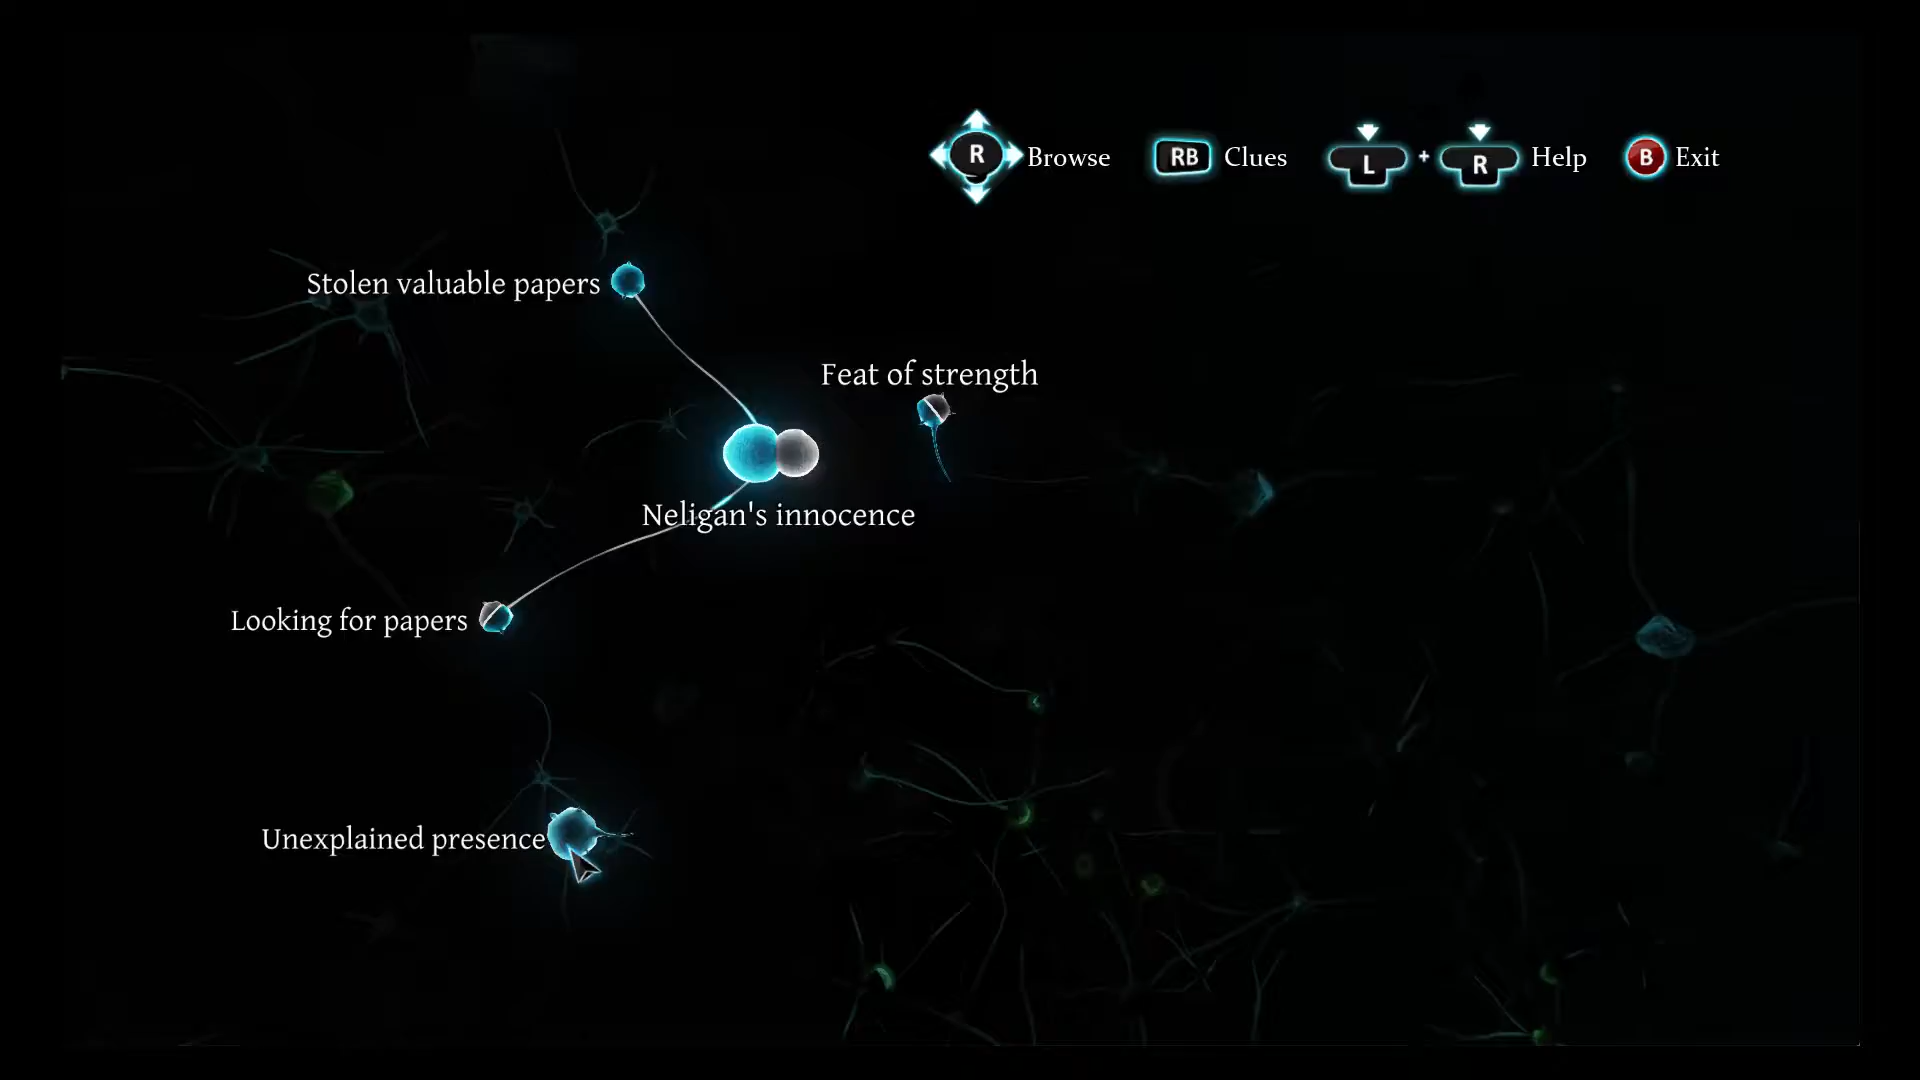 R Browse RB Clues L + R Help B Exit
Stolen valuable papers
Feat of strength
Neligan's innocence
Looking for papers
Unexplained presence